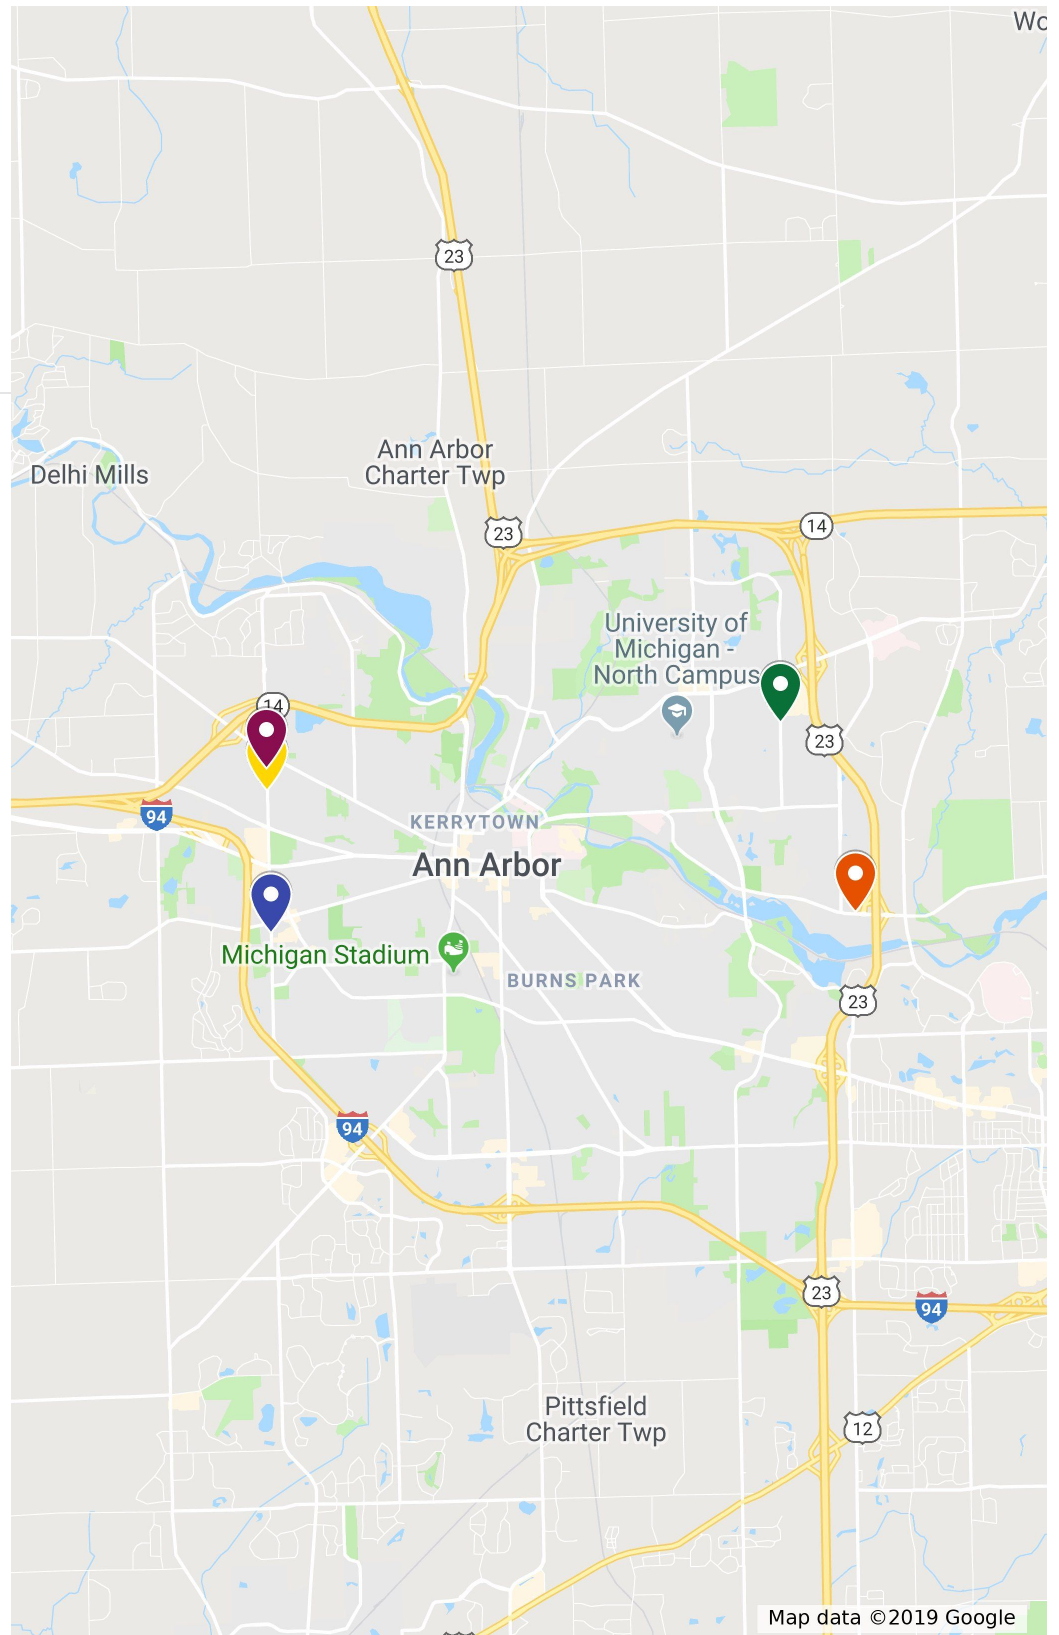 23
Ann Arbor
Charter Twp
Delhi Mills
23
14
University of
Michigan -
North Campus
14
23
94
KERRYTOWN
Ann Arbor
Michigan Stadium
BURNS PARK
23
94
23
94
Pittsfield
Charter Twp
12
Map data ©2019 Google